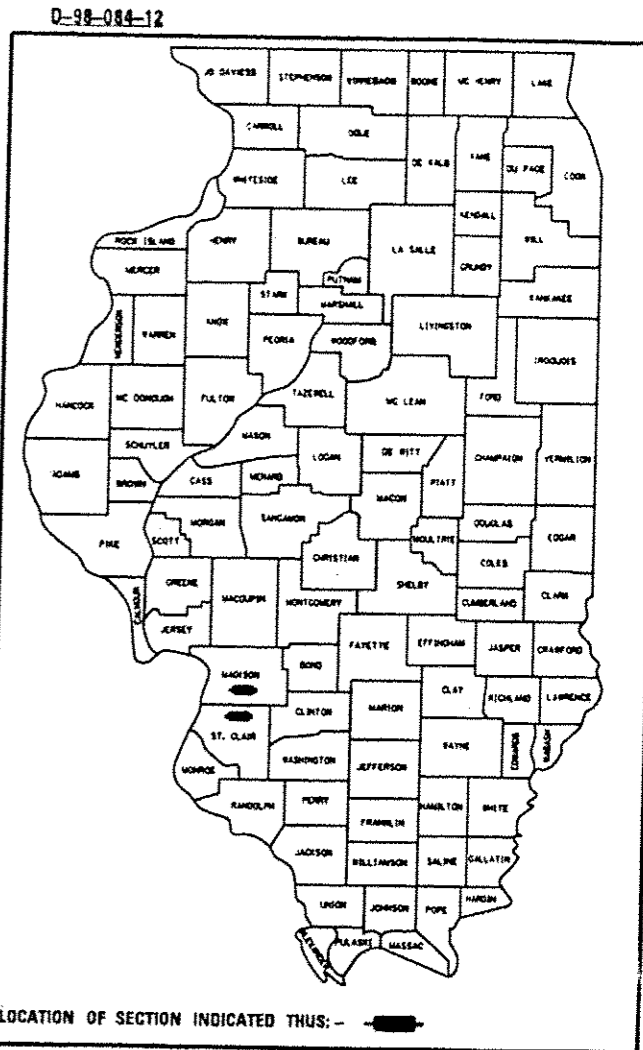 D-98-084-12
JO DAVIESS STEPHENSON WINNEBAGO BOONE MC HENRY LAKE
CARROLL OGLE DE KALB KANE DU PAGE COOK
WHITESIDE LEE
KENDALL WILL
ROCK ISLAND HENRY BUREAU LA SALLE GRUNDY
MERCER PUTNAM
STARK MARSHALL KANKAKEE
HENDERSON WARREN KNOX PEORIA WOODFORD LIVINGSTON IROQUOIS
HANCOCK MC DONOUGH FULTON TAZEWELL MC LEAN FORD
MASON
SCHUYLER LOGAN DE WITT CHAMPAIGN VERMILION
ADAMS BROWN CASS MENARD MACON PIATT
PIKE SCOTT MORGAN SANGAMON MOULTRIE DOUGLAS EDGAR
CHRISTIAN COLES
CALHOUN GREENE MACOUPIN MONTGOMERY SHELBY CUMBERLAND CLARK
JERSEY
FAYETTE EFFINGHAM JASPER CRAWFORD
MADISON BOND
CLAY RICHLAND LAWRENCE
ST. CLAIR CLINTON MARION
WAYNE EDWARDS WABASH
MONROE WASHINGTON JEFFERSON
RANDOLPH PERRY HAMILTON WHITE
FRANKLIN
JACKSON WILLIAMSON SALINE GALLATIN
UNION JOHNSON POPE HARDIN
ALEXANDER PULASKI MASSAC
LOCATION OF SECTION INDICATED THUS: -